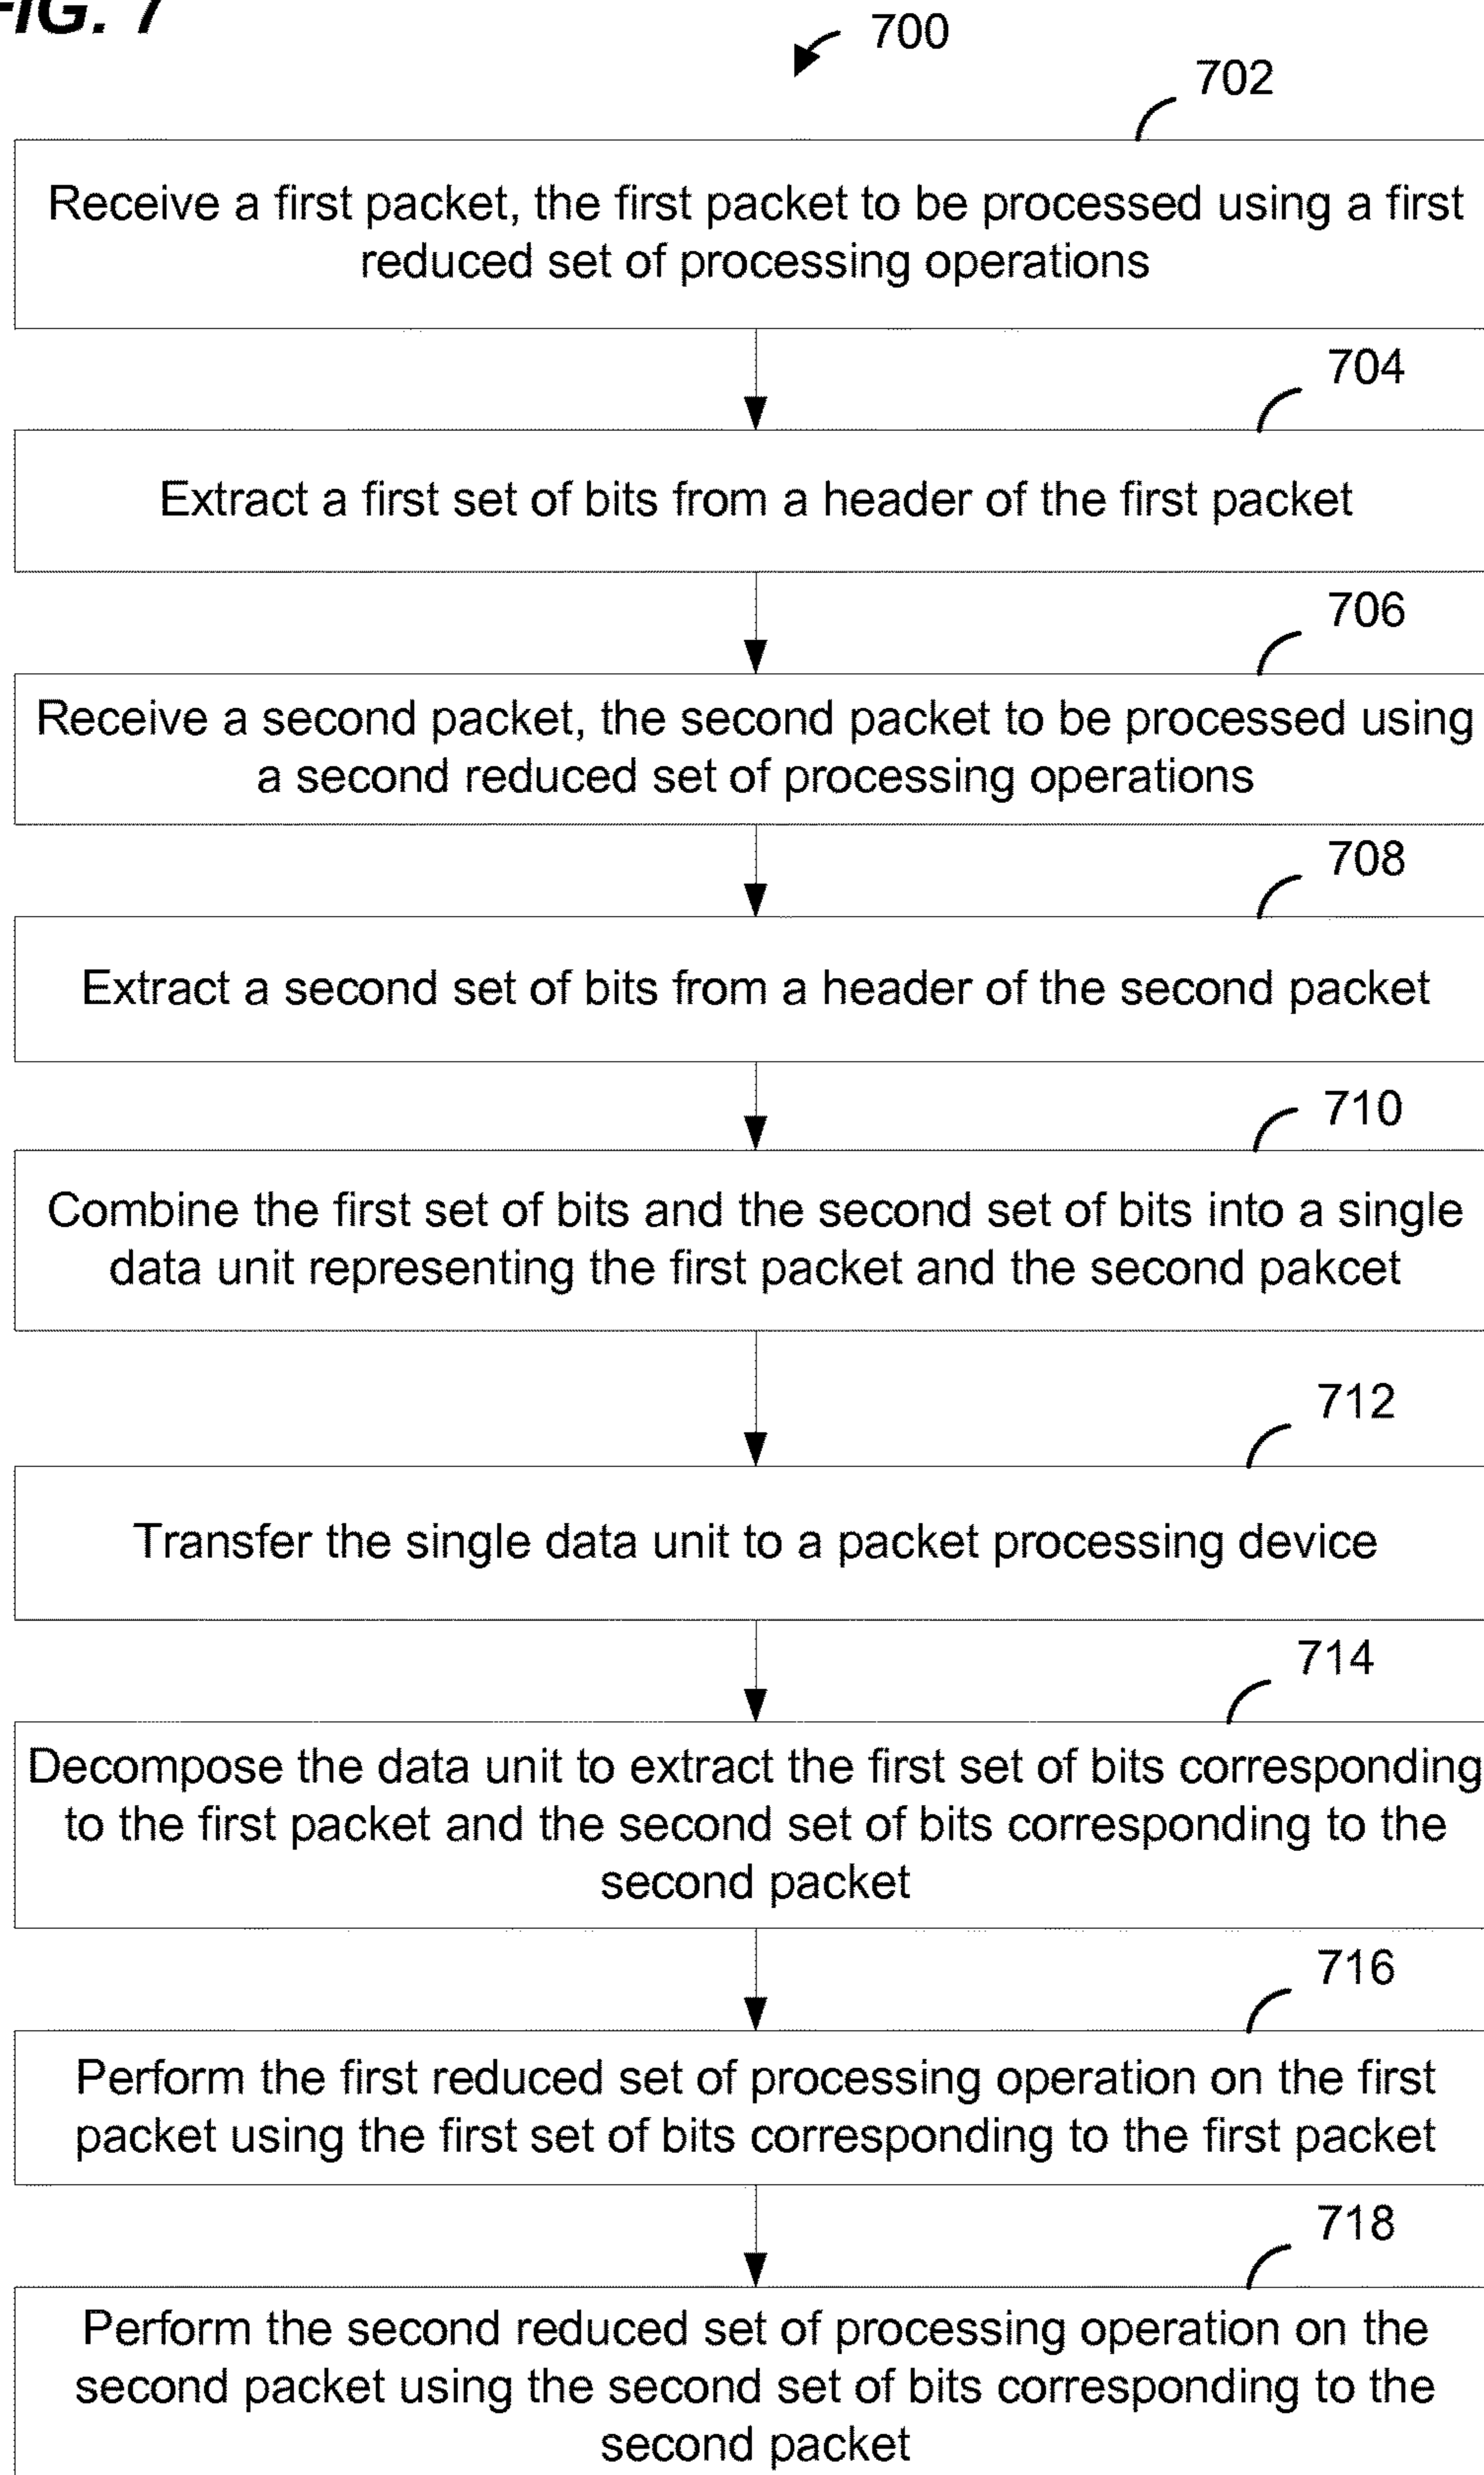 FIG. 7
700
702
Receive a first packet, the first packet to be processed using a first
reduced set of processing operations
704
Extract a first set of bits from a header of the first packet
706
Receive a second packet, the second packet to be processed using
a second reduced set of processing operations
708
Extract a second set of bits from a header of the second packet
710
Combine the first set of bits and the second set of bits into a single
data unit representing the first packet and the second pakcet
712
Transfer the single data unit to a packet processing device
714
Decompose the data unit to extract the first set of bits corresponding
to the first packet and the second set of bits corresponding to the
second packet
716
Perform the first reduced set of processing operation on the first
packet using the first set of bits corresponding to the first packet
718
Perform the second reduced set of processing operation on the
second packet using the second set of bits corresponding to the
second packet